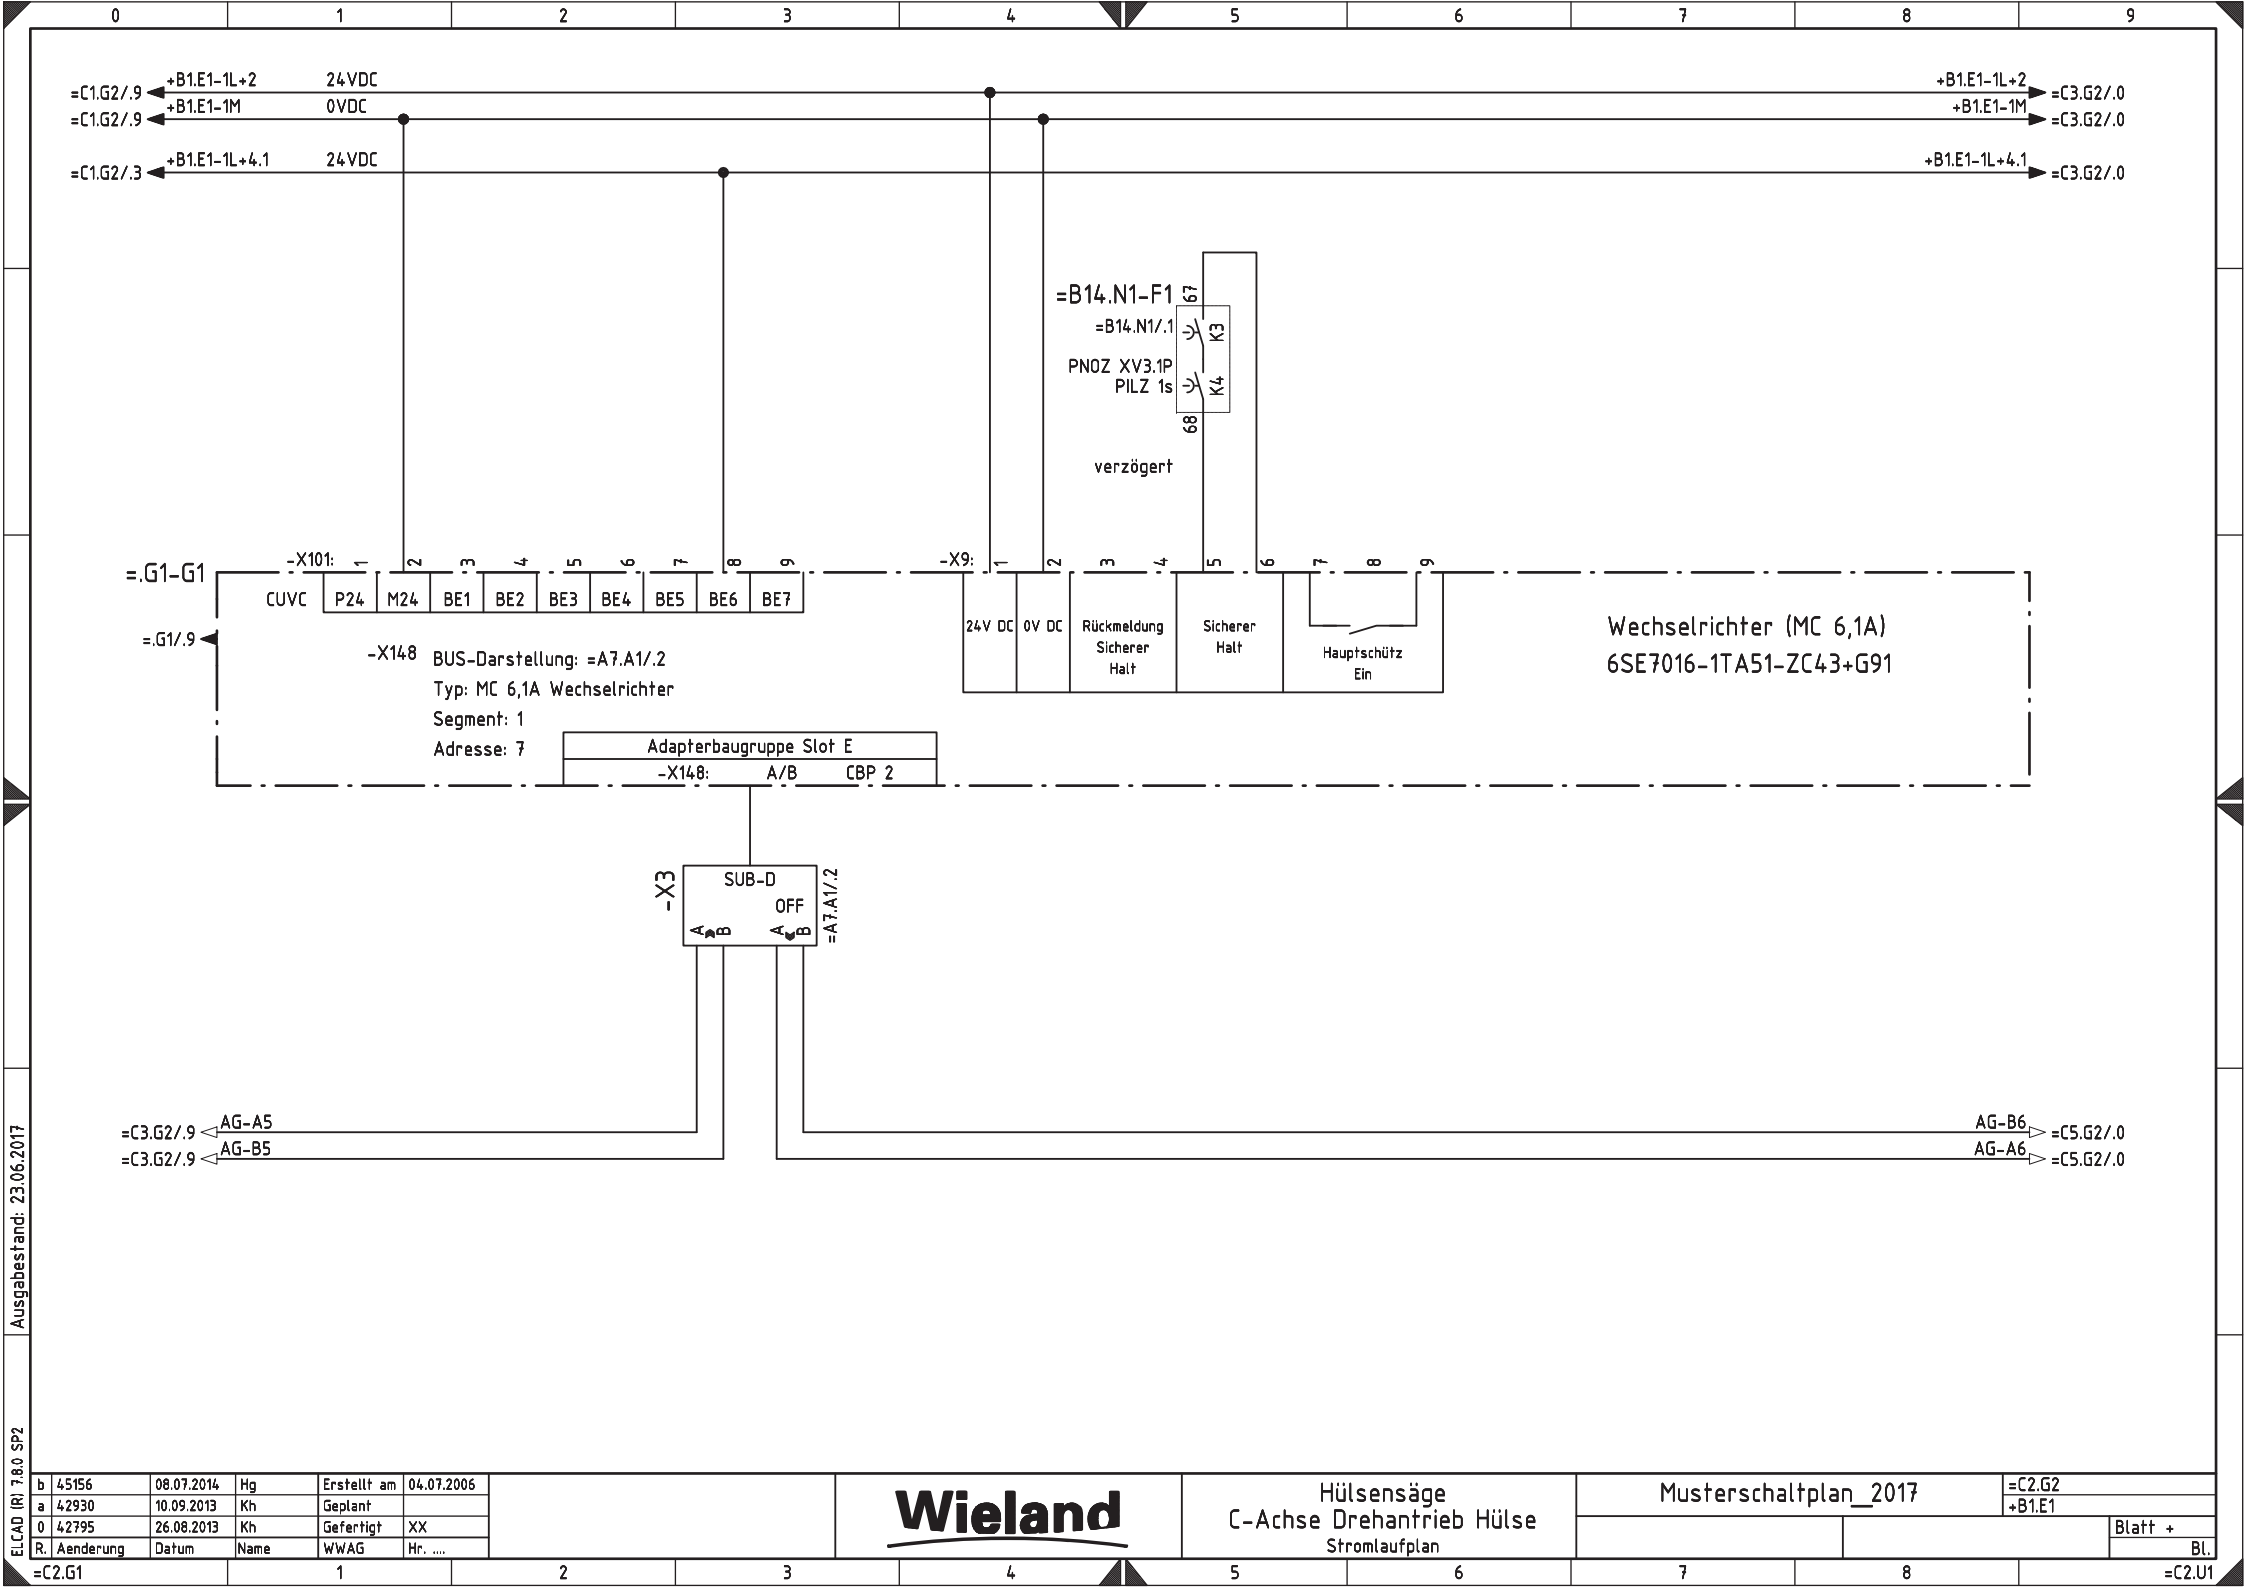 0 1 2 3 4 5 6 7 8 9
+B1.E1-1L+2 24VDC +B1.E1-1L+2
=C1.G2/.9 =C3.G2/.0
+B1.E1-1M 0VDC +B1.E1-1M
=C1.G2/.9 =C3.G2/.0
+B1.E1-1L+4.1 24VDC +B1.E1-1L+4.1
=C1.G2/.3 =C3.G2/.0
=B14.N1-F1 67
=B14.N1/.1 K3
PNOZ XV3.1P
PILZ 1s K4
68
verzögert
=.G1-G1 -X101: 1 2 3 4 5 6 7 8 9 -X9: 1 2 3 4 5 6 7 8 9
CUVC P24 M24 BE1 BE2 BE3 BE4 BE5 BE6 BE7
=.G1/.9
24V DC 0V DC
Rückmeldung
Sicherer
Halt
Sicherer
Halt
Hauptschütz
Ein
Wechselrichter (MC 6,1A)
6SE7016-1TA51-ZC43+G91
-X148 BUS-Darstellung: =A7.A1/.2
Typ: MC 6,1A Wechselrichter
Segment: 1
Adresse: 7
Adapterbaugruppe Slot E
-X148: A/B CBP 2
-X3 SUB-D
OFF
A B A B
=A7.A1/.2
AG-A5 AG-B6
=C3.G2/.9 =C5.G2/.0
AG-B5 AG-A6
=C3.G2/.9 =C5.G2/.0
Ausgabestand: 23.06.2017
ELCAD (R) 7.8.0 SP2
b 45156 08.07.2014 Hg Erstellt am 04.07.2006
a 42930 10.09.2013 Kh Geplant
0 42795 26.08.2013 Kh Gefertigt XX
R. Aenderung Datum Name WWAG Hr. ....
Wieland
Hülsensäge
C-Achse Drehantrieb Hülse
Stromlaufplan
Musterschaltplan_2017
=C2.G2
+B1.E1
Blatt +
Bl.
=C2.G1 1 2 3 4 5 6 7 8 =C2.U1